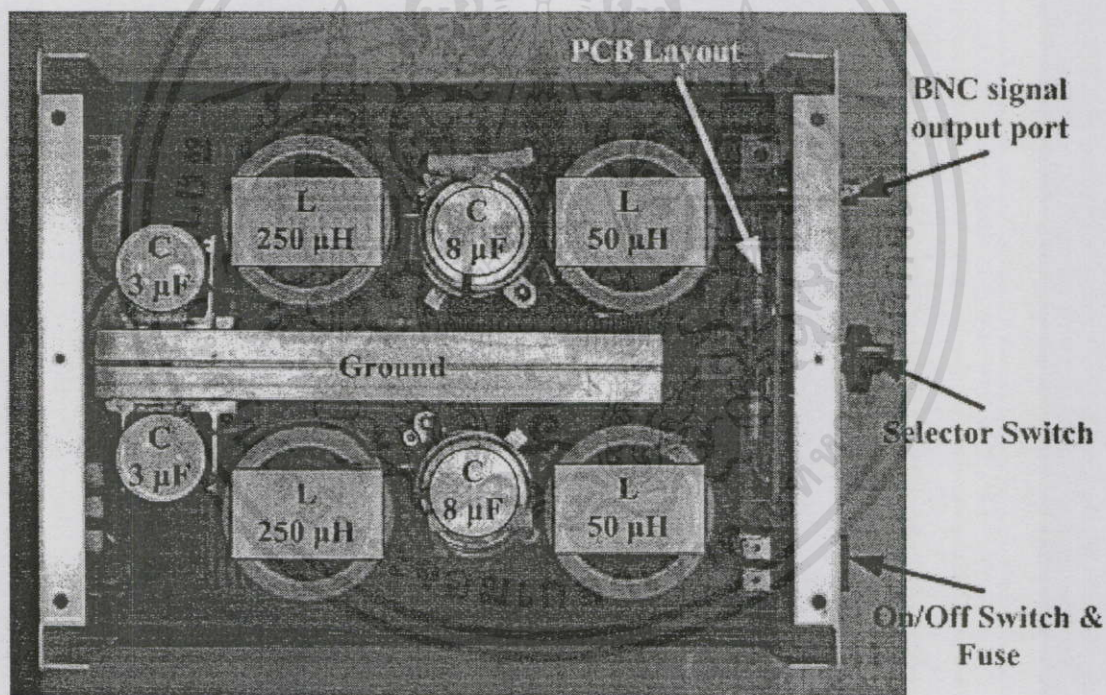 PCB Layout
BNC signal
output port
L
250 µH
C
8 µF
L
50 µH
C
3 µF
Ground
Selector Switch
C
3 µF
L
250 µH
C
8 µF
L
50 µH
On/Off Switch &
Fuse